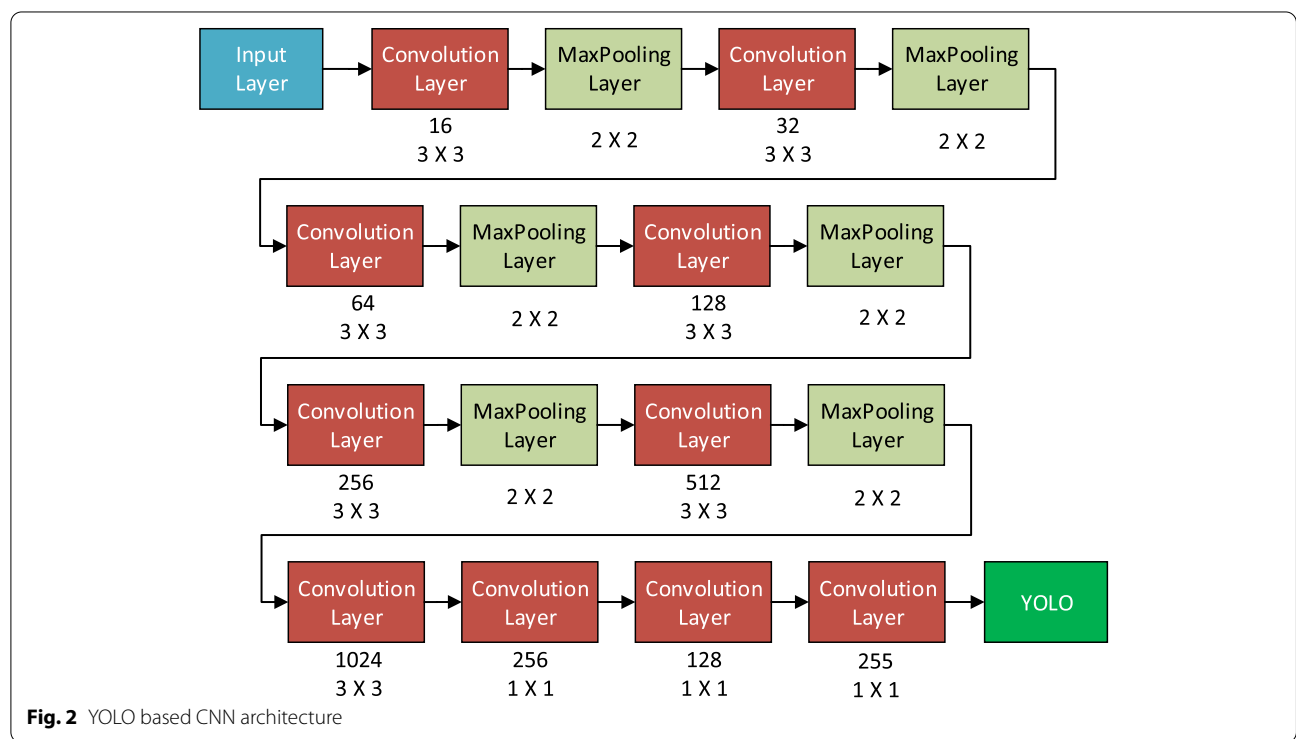 Input
Layer
Convolution
Layer
MaxPooling
Layer
Convolution
Layer
MaxPooling
Layer
16
3 X 3
2 X 2
32
3 X 3
2 X 2
Convolution
Layer
MaxPooling
Layer
Convolution
Layer
MaxPooling
Layer
64
3 X 3
2 X 2
128
3 X 3
2 X 2
Convolution
Layer
MaxPooling
Layer
Convolution
Layer
MaxPooling
Layer
256
3 X 3
2 X 2
512
3 X 3
2 X 2
Convolution
Layer
Convolution
Layer
Convolution
Layer
Convolution
Layer
YOLO
1024
3 X 3
256
1 X 1
128
1 X 1
255
1 X 1
Fig. 2 YOLO based CNN architecture